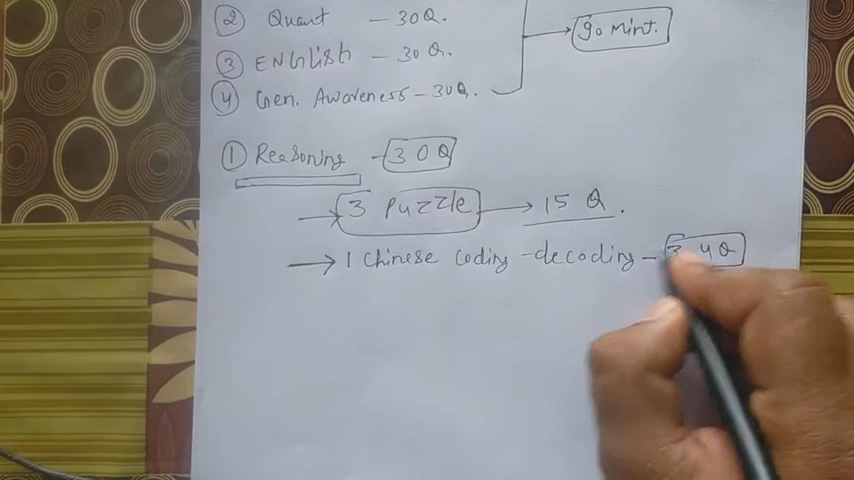 ② Quant - 30Q.
③ ENGlish - 30Q.
④ Gen. Awareness - 30Q.
90 Mint.
① Reasoning - 30Q
→ 3 Puzzle → 15 Q.
→ 1 Chinese Coding -decoding - 3 4Q